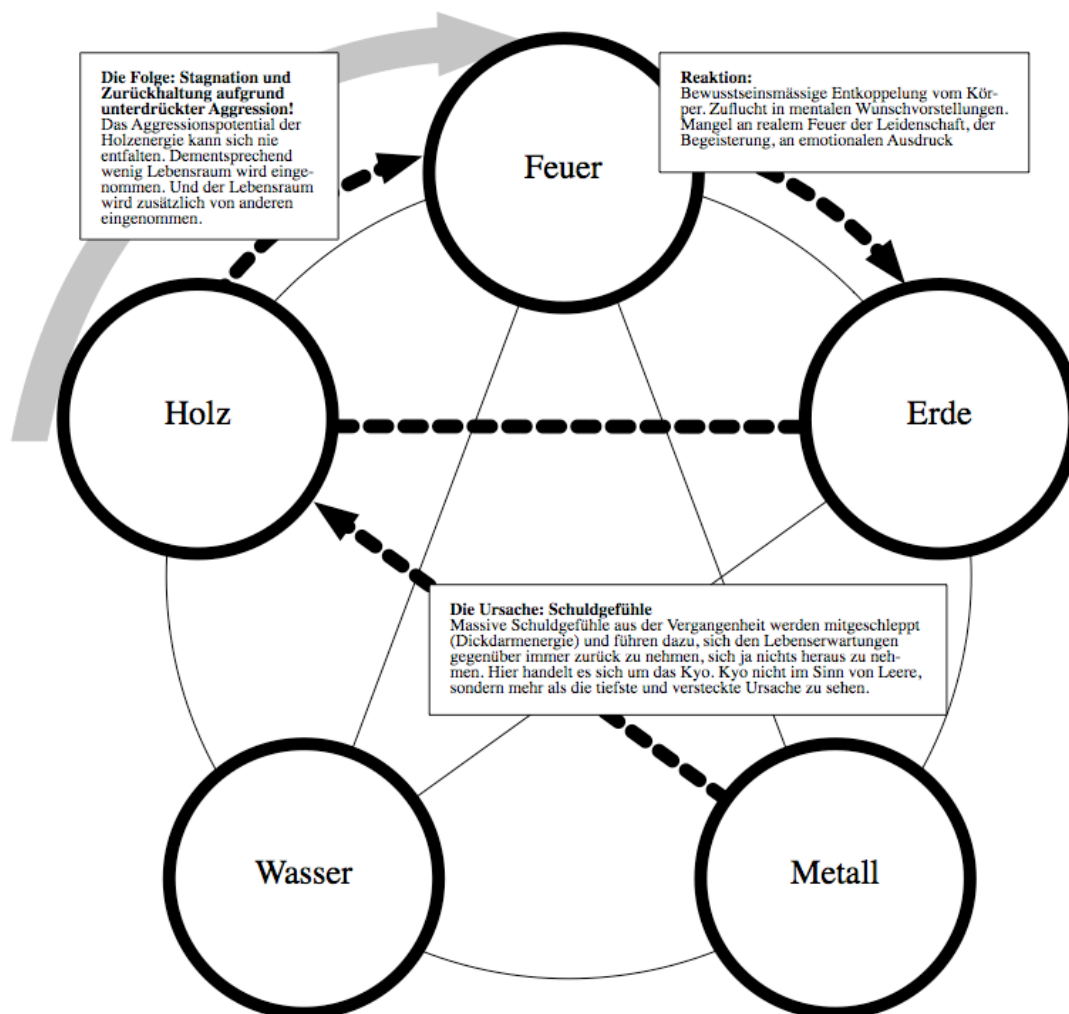 Die Folge: Stagnation und
Zurückhaltung aufgrund
unterdrückter Aggression!
Das Aggressionspotential der
Holzenergie kann sich nie
entfalten. Dementsprechend
wenig Lebensraum wird einge-
nommen. Und der Lebensraum
wird zusätzlich von anderen
eingenommen.
Reaktion:
Bewusstseinsmässige Entkoppelung vom Kör-
per. Zuflucht in mentalen Wunschvorstellungen.
Mangel an realem Feuer der Leidenschaft, der
Begeisterung, an emotionalen Ausdruck
Feuer
Holz
Erde
Die Ursache: Schuldgefühle
Massive Schuldgefühle aus der Vergangenheit werden mitgeschleppt
(Dickdarmenergie) und führen dazu, sich den Lebenserwartungen
gegenüber immer zurück zu nehmen, sich ja nichts heraus zu neh-
men. Hier handelt es sich um das Kyo. Kyo nicht im Sinn von Leere,
sondern mehr als die tiefste und versteckte Ursache zu sehen.
Wasser
Metall